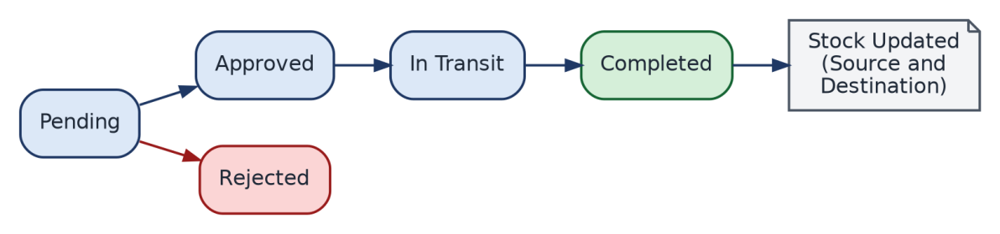 Pending
Approved
Rejected
In Transit
Completed
Stock Updated
(Source and
Destination)